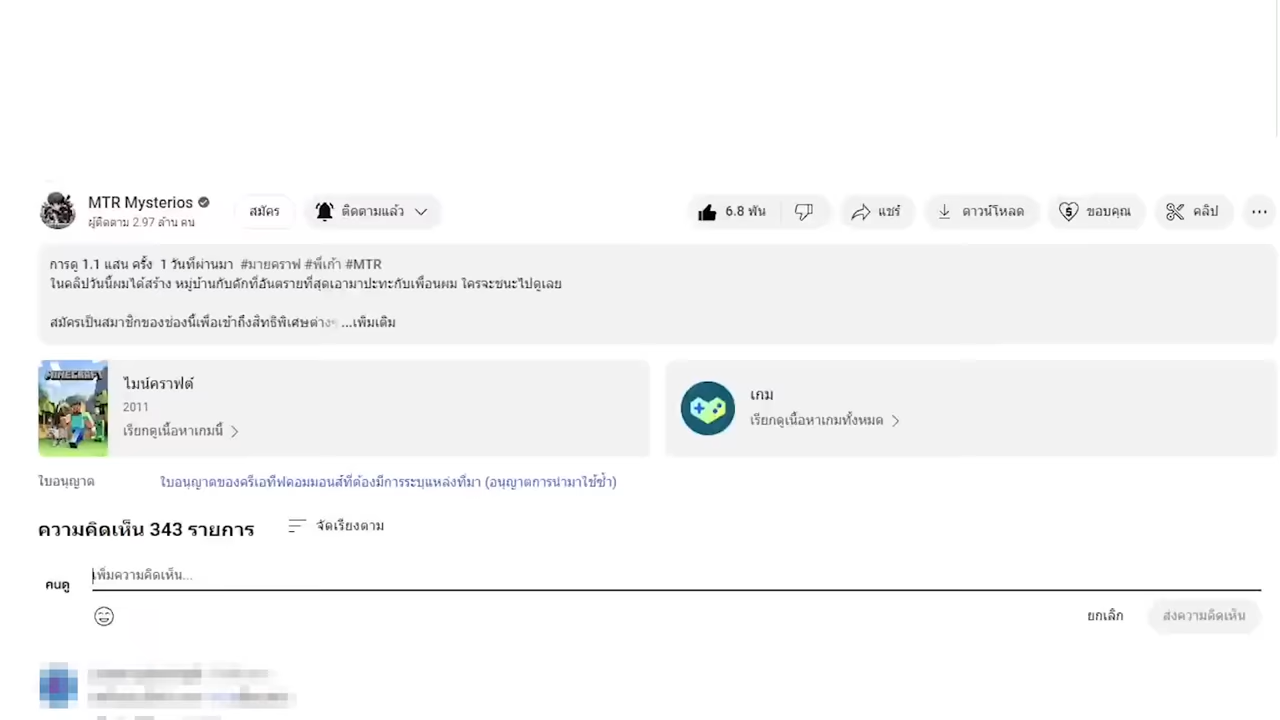 MTR Mysterios
ผู้ติดตาม 2.97 ล้าน คน
สมัคร
ติดตามแล้ว
6.8 พัน
แชร์
ดาวน์โหลด
ขอบคุณ
คลิป
การดู 1.1 แสน ครั้ง 1 วันที่ผ่านมา #มายคราฟ #พี่เก้า #MTR
ในคลิปวันนี้ผมได้สร้าง หมู่บ้านกับดักที่อันตรายที่สุดเอามาปะทะกับเพื่อนผม ใครจะชนะไปดูเลย
สมัครเป็นสมาชิกของช่องนี้เพื่อเข้าถึงสิทธิพิเศษต่างๆ ...เพิ่มเติม
MINECRAFT
ไมน์คราฟต์
2011
เรียกดูเนื้อหาเกมนี้
เกม
เรียกดูเนื้อหาเกมทั้งหมด
ใบอนุญาต
ใบอนุญาตของครีเอทีฟคอมมอนส์ที่ต้องมีการระบุแหล่งที่มา (อนุญาตการนำมาใช้ซ้ำ)
ความคิดเห็น 343 รายการ
จัดเรียงตาม
คนดู
เพิ่มความคิดเห็น...
ยกเลิก
ส่งความคิดเห็น